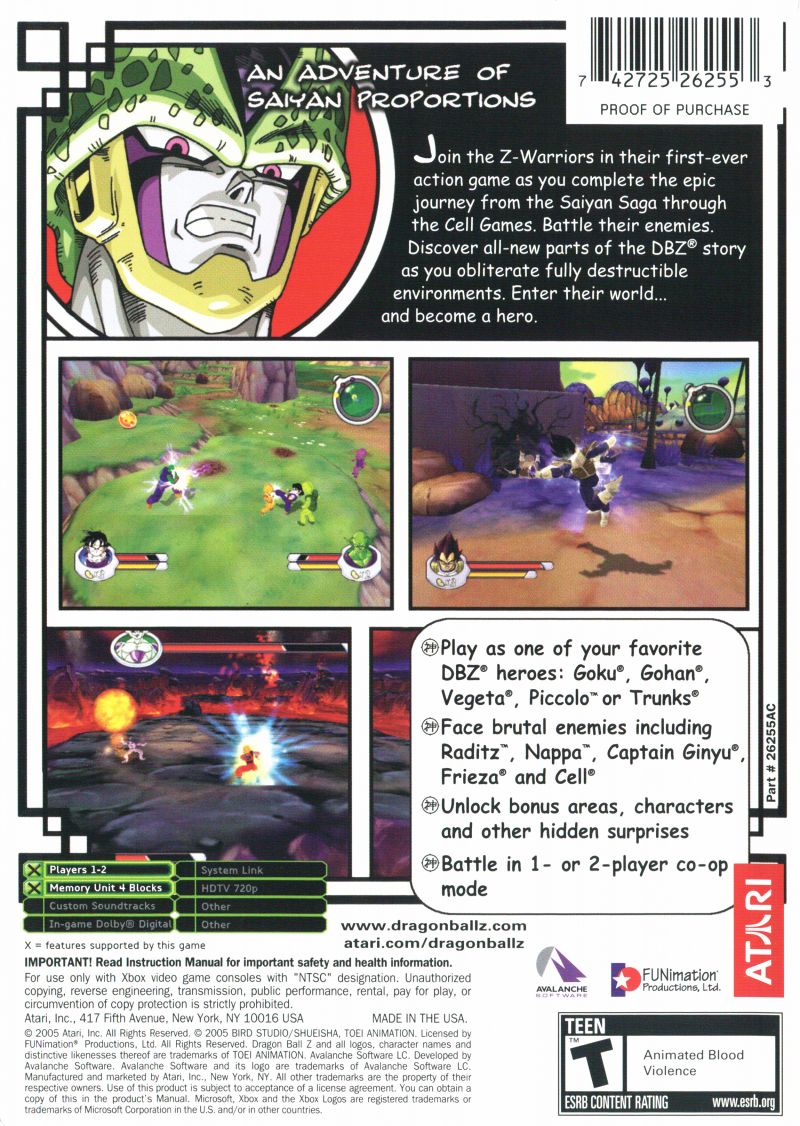 AN ADVENTURE OF
SAIYAN PROPORTIONS
7 42725 26255 3
PROOF OF PURCHASE
Join the Z-Warriors in their first-ever
action game as you complete the epic
journey from the Saiyan Saga through
the Cell Games. Battle their enemies.
Discover all-new parts of the DBZ® story
as you obliterate fully destructible
environments. Enter their world...
and become a hero.
Play as one of your favorite
DBZ® heroes: Goku®, Gohan®,
Vegeta®, Piccolo™ or Trunks®
Face brutal enemies including
Raditz™, Nappa™, Captain Ginyu®,
Frieza® and Cell®
Unlock bonus areas, characters
and other hidden surprises
Battle in 1- or 2-player co-op
mode
Part # 26255AC
X Players 1-2
X Memory Unit 4 Blocks
Custom Soundtracks
In-game Dolby® Digital
System Link
HDTV 720p
Other
Other
X = features supported by this game
www.dragonballz.com
atari.com/dragonballz
IMPORTANT! Read Instruction Manual for important safety and health information.
For use only with Xbox video game consoles with "NTSC" designation. Unauthorized
copying, reverse engineering, transmission, public performance, rental, pay for play, or
circumvention of copy protection is strictly prohibited.
Atari, Inc., 417 Fifth Avenue, New York, NY 10016 USA MADE IN THE USA.
© 2005 Atari, Inc. All Rights Reserved. © 2005 BIRD STUDIO/SHUEISHA, TOEI ANIMATION. Licensed by
FUNimation® Productions, Ltd. All Rights Reserved. Dragon Ball Z and all logos, character names and
distinctive likenesses thereof are trademarks of TOEI ANIMATION. Avalanche Software LC. Developed by
Avalanche Software. Avalanche Software and its logo are trademarks of Avalanche Software LC.
Manufactured and marketed by Atari, Inc., New York, NY. All other trademarks are the property of their
respective owners. Use of this product is subject to acceptance of a license agreement. You can obtain a
copy of this in the product's Manual. Microsoft, Xbox and the Xbox Logos are registered trademarks or
trademarks of Microsoft Corporation in the U.S. and/or in other countries.
AVALANCHE
SOFTWARE
FUNimation®
Productions, Ltd.
ATARI
TEEN
T™
Animated Blood
Violence
ESRB CONTENT RATING www.esrb.org